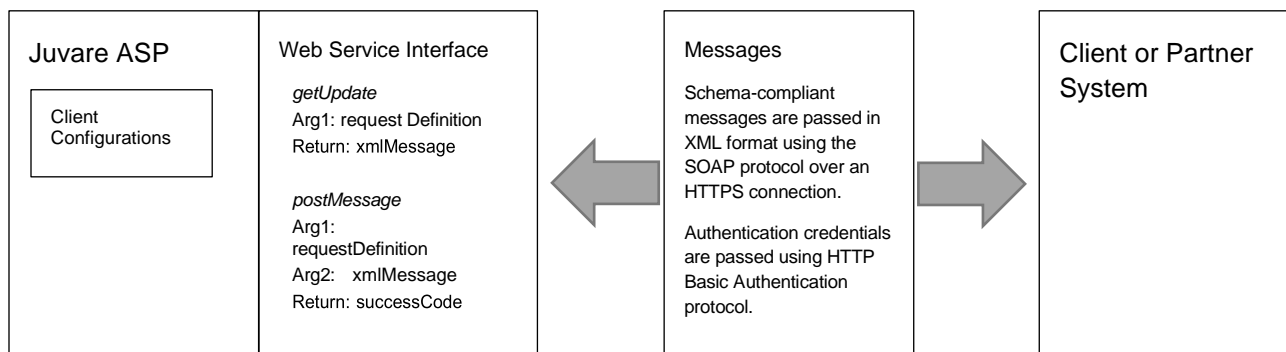 Juvare ASP
Client
Configurations
Web Service Interface
getUpdate
Arg1: request Definition
Return: xmlMessage
postMessage
Arg1:
requestDefinition
Arg2: xmlMessage
Return: successCode
Messages
Schema-compliant
messages are passed in
XML format using the
SOAP protocol over an
HTTPS connection.
Authentication credentials
are passed using HTTP
Basic Authentication
protocol.
Client or Partner
System